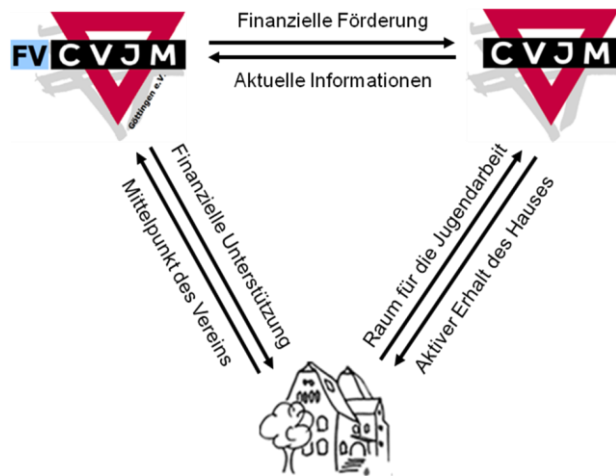 Finanzielle Förderung
FV CVJM
Göttingen e.V.
CVJM
Aktuelle Informationen
Mittelpunkt des Vereins
Finanzielle Unterstützung
Raum für die Jugendarbeit
Aktiver Erhalt des Hauses